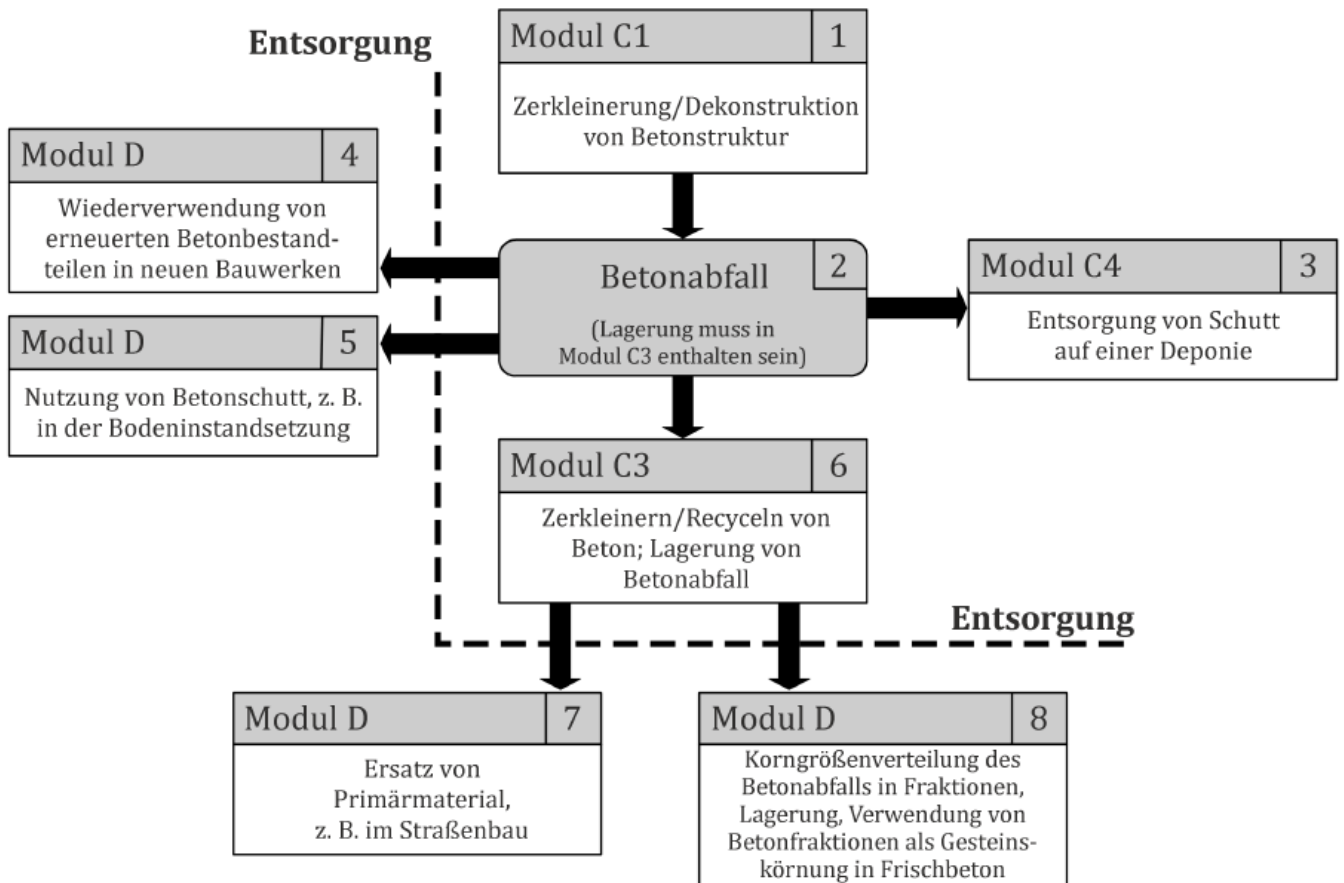 Entsorgung
Modul C1 1
Zerkleinerung/Dekonstruktion
von Betonstruktur
Modul D 4
Wiederverwendung von
erneuerten Betonbestand-
teilen in neuen Bauwerken
Betonabfall 2
(Lagerung muss in
Modul C3 enthalten sein)
Modul C4 3
Entsorgung von Schutt
auf einer Deponie
Modul D 5
Nutzung von Betonschutt, z. B.
in der Bodeninstandsetzung
Modul C3 6
Zerkleinern/Recyceln von
Beton; Lagerung von
Betonabfall
Entsorgung
Modul D 7
Ersatz von
Primärmaterial,
z. B. im Straßenbau
Modul D 8
Korngrößenverteilung des
Betonabfalls in Fraktionen,
Lagerung, Verwendung von
Betonfraktionen als Gesteins-
körnung in Frischbeton